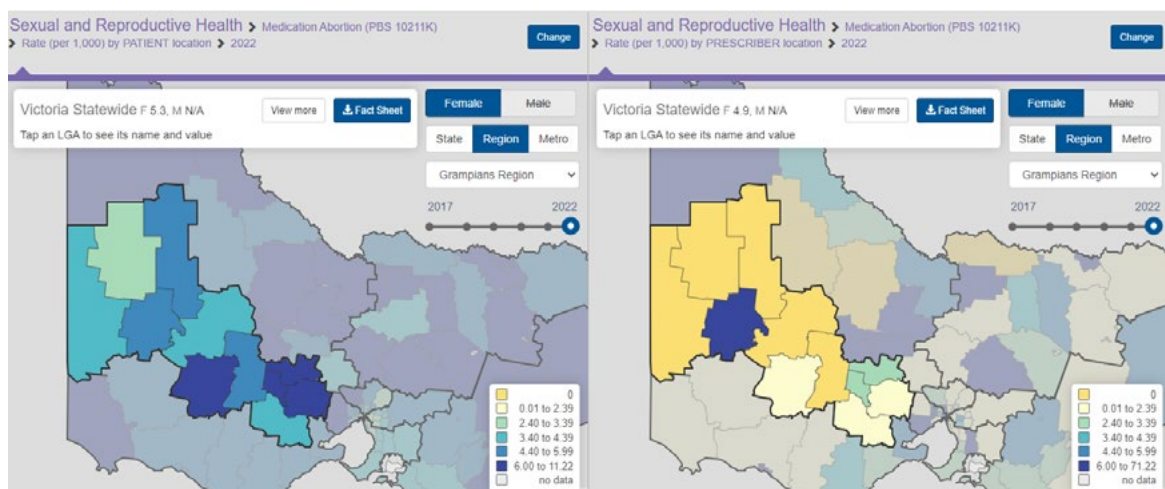 Sexual and Reproductive Health > Medication Abortion (PBS 10211K)
> Rate (per 1,000) by PATIENT location > 2022
Change
Victoria Statewide F 5.3, M N/A
View more
Fact Sheet
Tap an LGA to see its name and value
Female
Male
State
Region
Metro
Grampians Region
2017
2022
0
0.01 to 2.39
2.40 to 3.39
3.40 to 4.39
4.40 to 5.99
6.00 to 11.22
no data
Sexual and Reproductive Health > Medication Abortion (PBS 10211K)
> Rate (per 1,000) by PRESCRIBER location > 2022
Change
Victoria Statewide F 4.9, M N/A
View more
Fact Sheet
Tap an LGA to see its name and value
Female
Male
State
Region
Metro
Grampians Region
2017
2022
0
0.01 to 2.39
2.40 to 3.39
3.40 to 4.39
4.40 to 5.99
6.00 to 71.22
no data